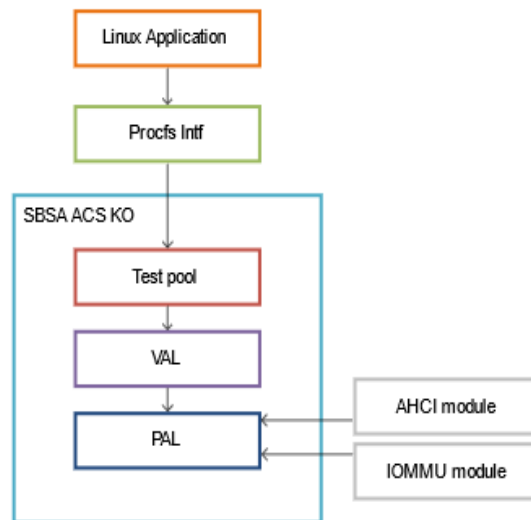 Linux Application
Procfs Intf
SBSA ACS KO
Test pool
VAL
PAL
AHCI module
IOMMU module